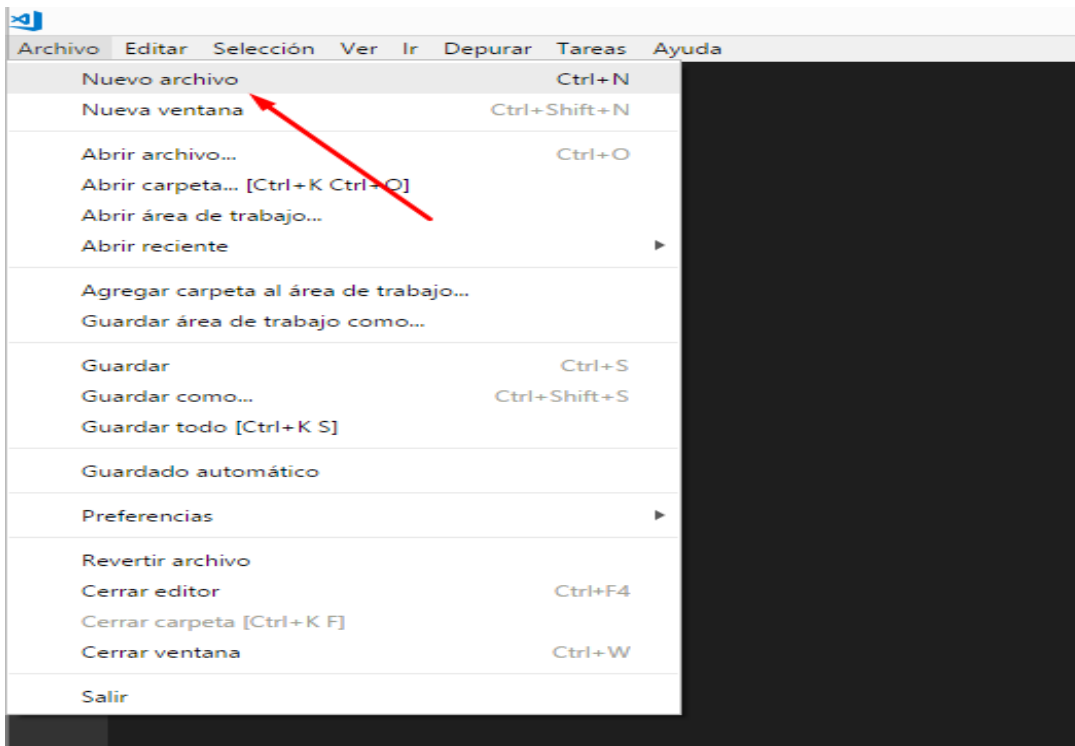 Archivo Editar Selección Ver Ir Depurar Tareas Ayuda
Nuevo archivo Ctrl+N
Nueva ventana Ctrl+Shift+N
Abrir archivo... Ctrl+O
Abrir carpeta... [Ctrl+K Ctrl+O]
Abrir área de trabajo...
Abrir reciente
Agregar carpeta al área de trabajo...
Guardar área de trabajo como...
Guardar Ctrl+S
Guardar como... Ctrl+Shift+S
Guardar todo [Ctrl+K S]
Guardado automático
Preferencias
Revertir archivo
Cerrar editor Ctrl+F4
Cerrar carpeta [Ctrl+K F]
Cerrar ventana Ctrl+W
Salir